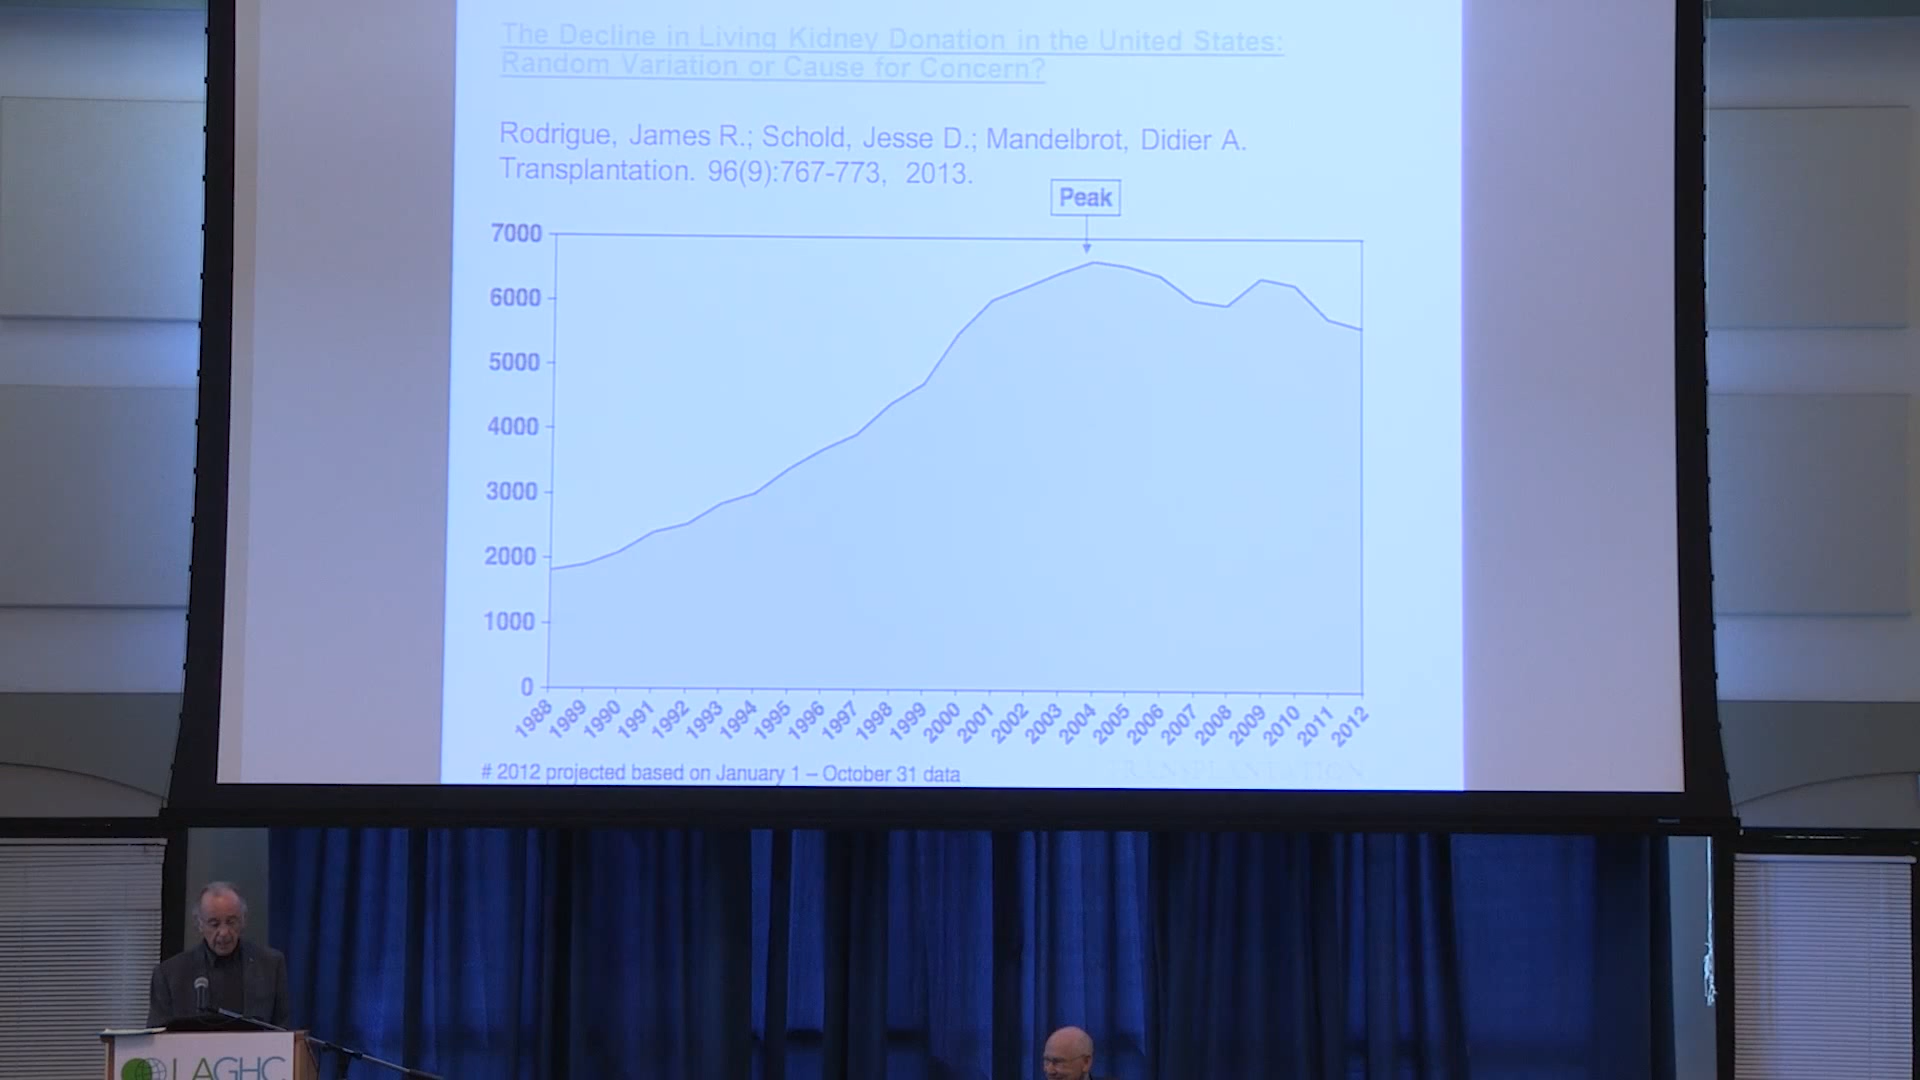 The Decline in Living Kidney Donation in the United States:
Random Variation or Cause for Concern?
Rodrigue, James R.; Schold, Jesse D.; Mandelbrot, Didier A.
Transplantation. 96(9):767-773, 2013.
Peak
7000
6000
5000
4000
3000
2000
1000
0
1988 1989 1990 1991 1992 1993 1994 1995 1996 1997 1998 1999 2000 2001 2002 2003 2004 2005 2006 2007 2008 2009 2010 2011 2012
# 2012 projected based on January 1 – October 31 data
TRANSPLANTATION
LAGHC